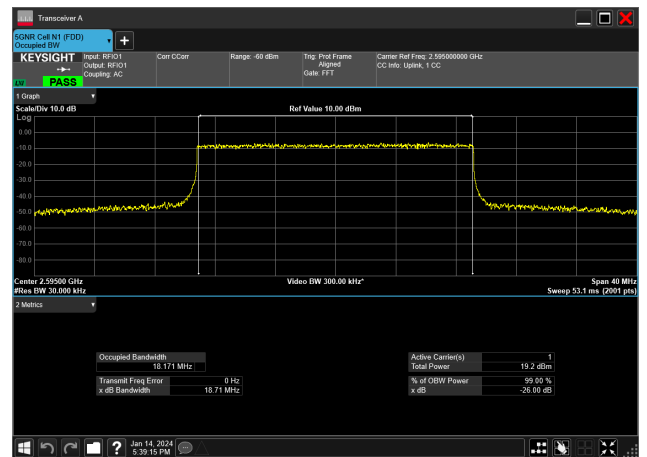 Transceiver A
5GNR Cell N1 (FDD)
Occupied BW
KEYSIGHT
PASS
Input: RFIO1
Output: RFIO1
Coupling: AC
Corr CCorr
Range: -60 dBm
Trig: Prot Frame
Aligned
Gate: FFT
Carrier Ref Freq: 2.595000000 GHz
CC Info: Uplink, 1 CC
1 Graph
Scale/Div 10.0 dB
Ref Value 10.00 dBm
Log
0.00
-10.0
-20.0
-30.0
-40.0
-50.0
-60.0
-70.0
-80.0
Center 2.59500 GHz
Video BW 300.00 kHz*
Span 40 MHz
#Res BW 30.000 kHz
Sweep 53.1 ms (2001 pts)
2 Metrics
Occupied Bandwidth
18.171 MHz
Active Carrier(s) 1
Total Power 19.2 dBm
Transmit Freq Error 0 Hz
x dB Bandwidth 18.71 MHz
% of OBW Power 99.00 %
x dB -26.00 dB
?
Jan 14, 2024
5:39:15 PM